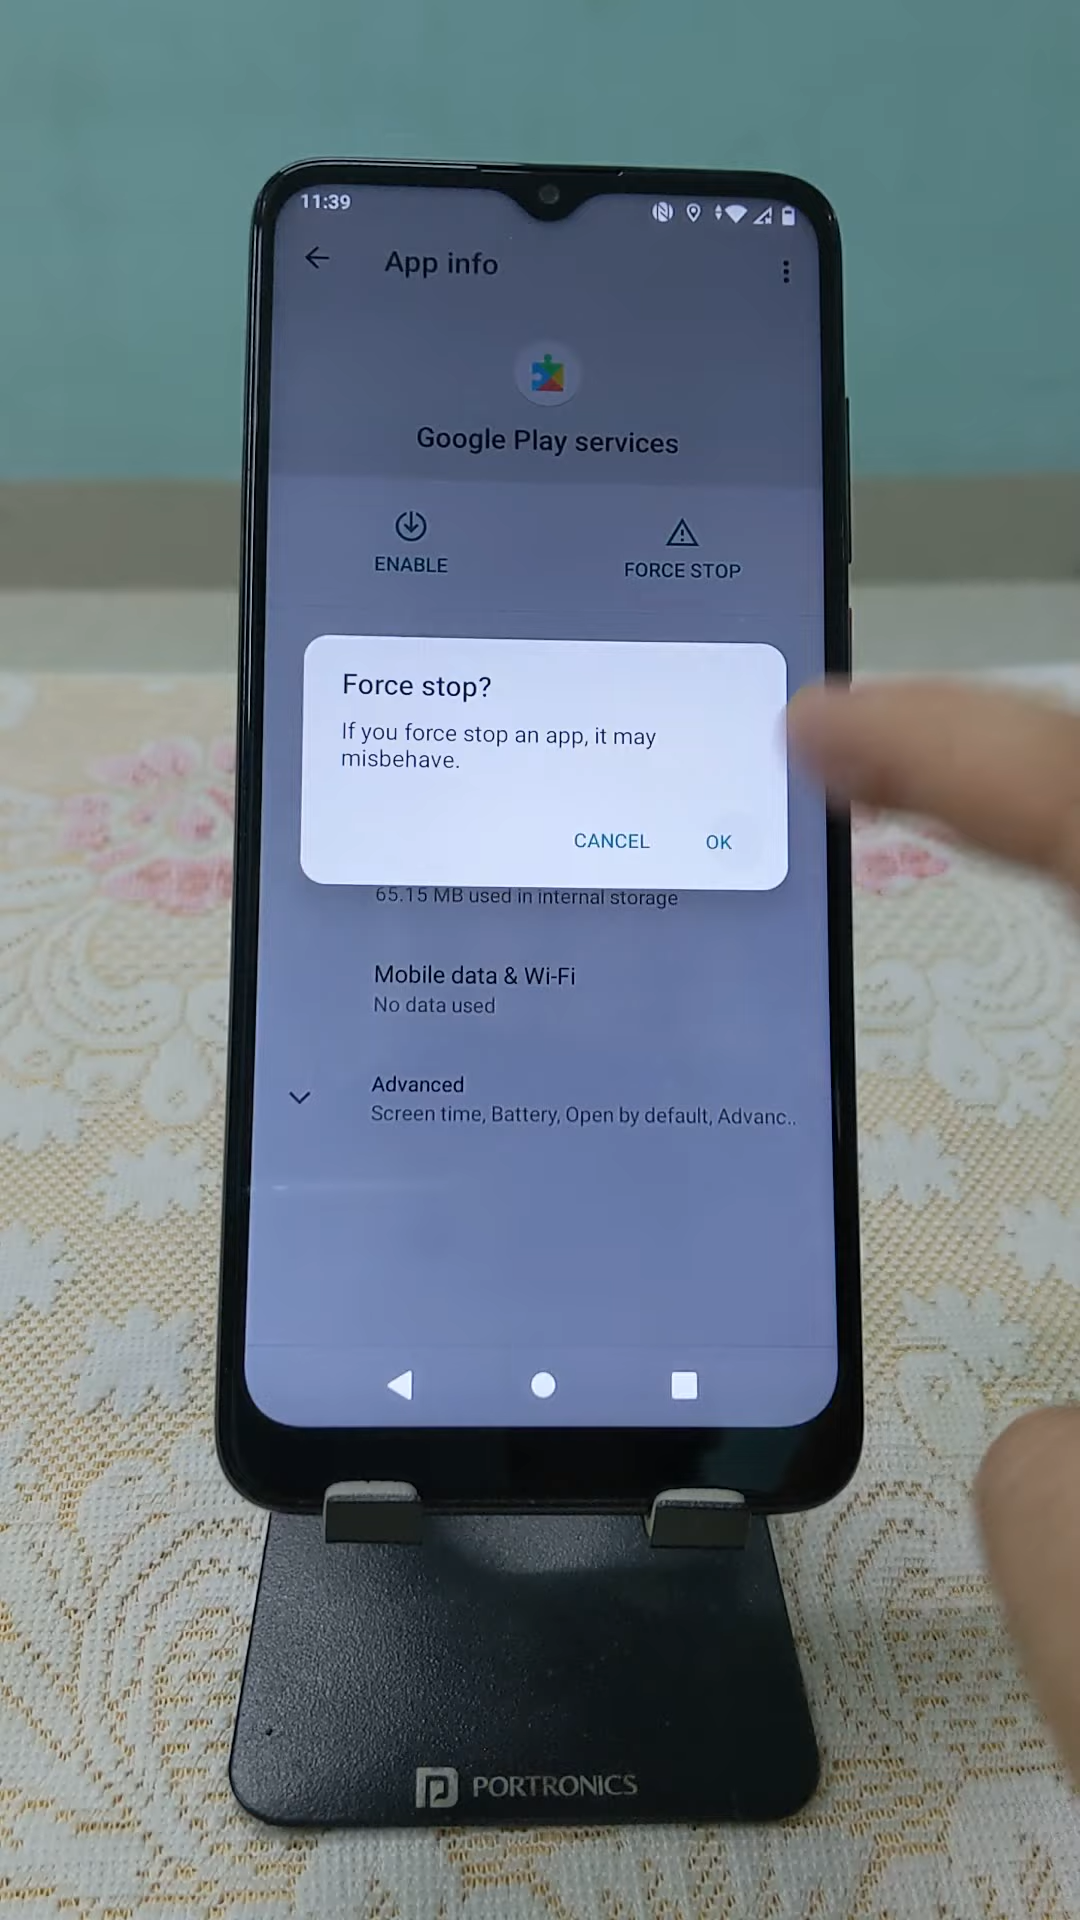 11:39
App info
Google Play services
ENABLE
FORCE STOP
Force stop?
If you force stop an app, it may
misbehave.
CANCEL
OK
65.15 MB used in internal storage
Mobile data & Wi-Fi
No data used
Advanced
Screen time, Battery, Open by default, Advanc..
PORTRONICS